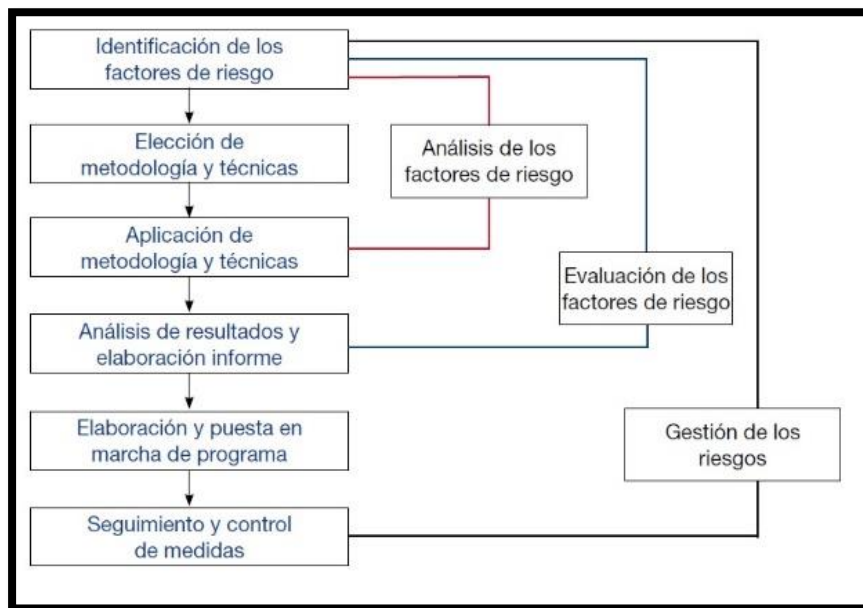 Identificación de los
factores de riesgo
Elección de
metodología y técnicas
Análisis de los
factores de riesgo
Aplicación de
metodología y técnicas
Evaluación de los
factores de riesgo
Análisis de resultados y
elaboración informe
Elaboración y puesta en
marcha de programa
Gestión de los
riesgos
Seguimiento y control
de medidas